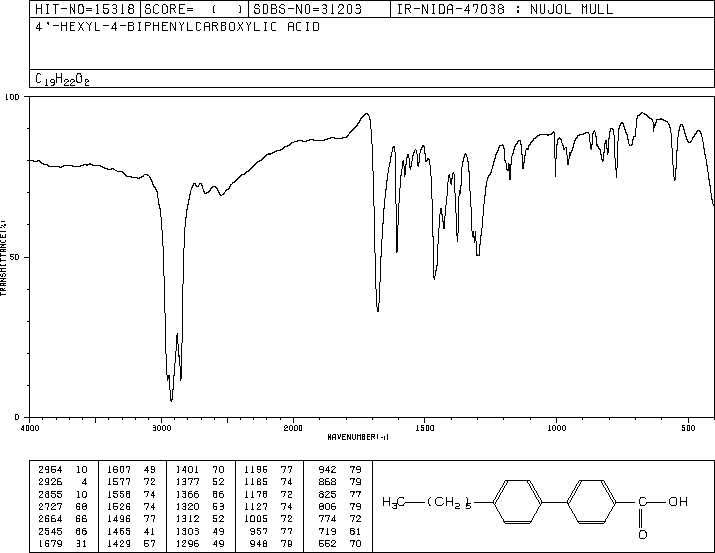 HIT-NO=15318 SCORE= ( ) SDBS-NO=31203 IR-NIDA-47038 : NUJOL MULL
4'-HEXYL-4-BIPHENYLCARBOXYLIC ACID
C19H22O2
100
50
0
TRANSMITTANCE(%)
4000 3000 2000 1500 1000 500
WAVENUMBER(-1)
2954 10 1607 49 1401 70 1196 77 942 79
2926 4 1577 72 1377 52 1185 74 868 79
2855 10 1558 74 1366 66 1178 72 825 77
2727 68 1526 74 1320 53 1127 74 806 79
2664 66 1496 77 1312 52 1005 72 774 72
2545 66 1465 41 1303 49 957 77 719 81
1679 31 1429 57 1296 49 948 79 552 70
H3C (CH2)5 C OH
O